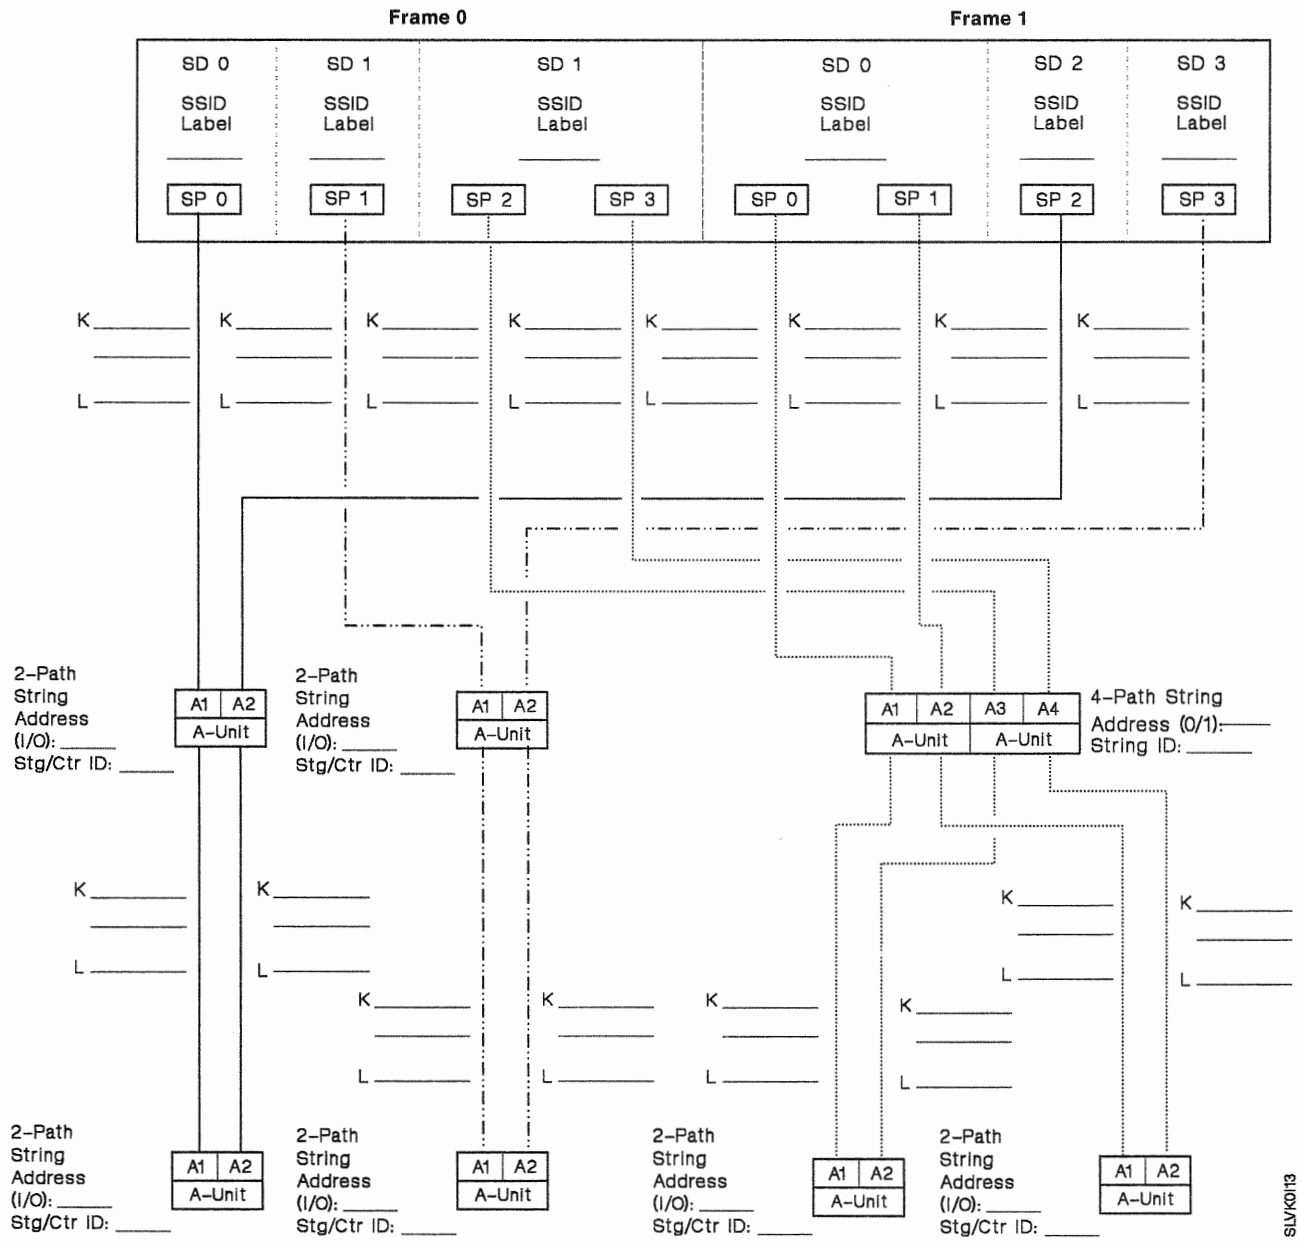 Frame 0 Frame 1
SD 0 SD 1 SD 1 SD 0 SD 2 SD 3
SSID SSID SSID SSID SSID SSID
Label Label Label Label Label Label
SP 0 SP 1 SP 2 SP 3 SP 0 SP 1 SP 2 SP 3
K K K K K K K K
L L L L L L L L
2-Path
String
Address
(I/O):
Stg/Ctr ID:
A1 A2
A-Unit
2-Path
String
Address
(I/O):
Stg/Ctr ID:
A1 A2
A-Unit
A1 A2 A3 A4
A-Unit A-Unit
4-Path String
Address (0/1):
String ID:
K K K K
L L L L
K K K K
L L L L
2-Path
String
Address
(I/O):
Stg/Ctr ID:
A1 A2
A-Unit
2-Path
String
Address
(I/O):
Stg/Ctr ID:
A1 A2
A-Unit
2-Path
String
Address
(I/O):
Stg/Ctr ID:
A1 A2
A-Unit
2-Path
String
Address
(I/O):
Stg/Ctr ID:
A1 A2
A-Unit
SLVK0113